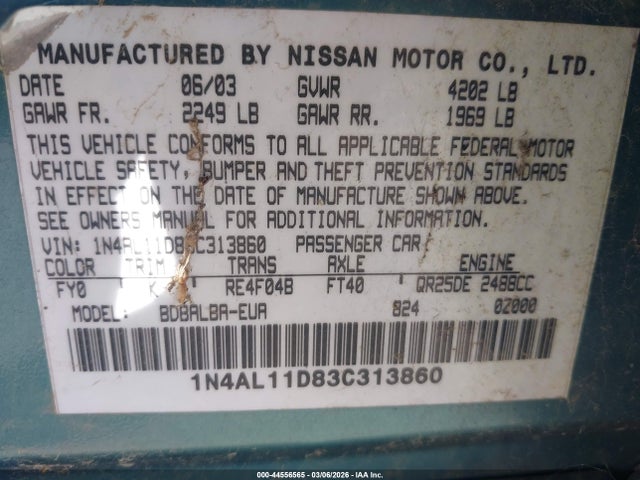 MANUFACTURED BY NISSAN MOTOR CO., LTD.
DATE 06/03 GVWR 4202 LB
GAWR FR. 2249 LB GAWR RR. 1969 LB
THIS VEHICLE CONFORMS TO ALL APPLICABLE FEDERAL MOTOR
VEHICLE SAFETY, BUMPER AND THEFT PREVENTION STANDARDS
IN EFFECT ON THE DATE OF MANUFACTURE SHOWN ABOVE.
SEE OWNERS MANUAL FOR ADDITIONAL INFORMATION.
VIN: 1N4AL11D83C313860 PASSENGER CAR
COLOR TRIM TRANS AXLE ENGINE
FY0 K RE4F04B FT40 QR25DE 2488CC
MODEL: BDBALBA-EUA 824 0Z000
1N4AL11D83C313860
000-44556565 | 03/06/2026 | IAA Inc.